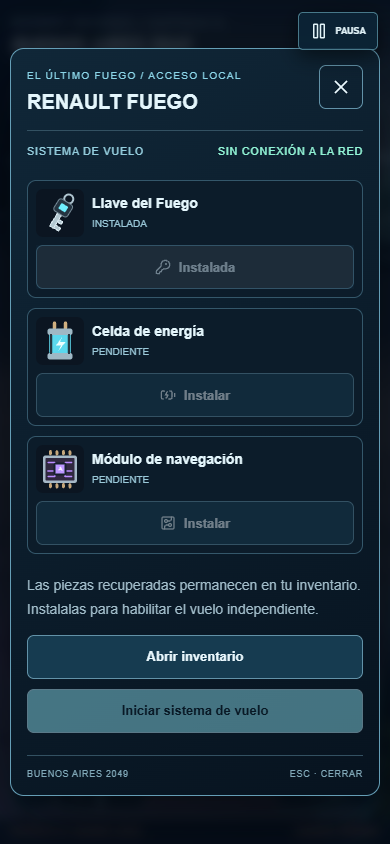 PAUSA
EL ÚLTIMO FUEGO / ACCESO LOCAL
RENAULT FUEGO
SISTEMA DE VUELO
SIN CONEXIÓN A LA RED
Llave del Fuego
INSTALADA
Instalada
Celda de energía
PENDIENTE
Instalar
Módulo de navegación
PENDIENTE
Instalar
Las piezas recuperadas permanecen en tu inventario.
Instalalas para habilitar el vuelo independiente.
Abrir inventario
Iniciar sistema de vuelo
BUENOS AIRES 2049
ESC · CERRAR